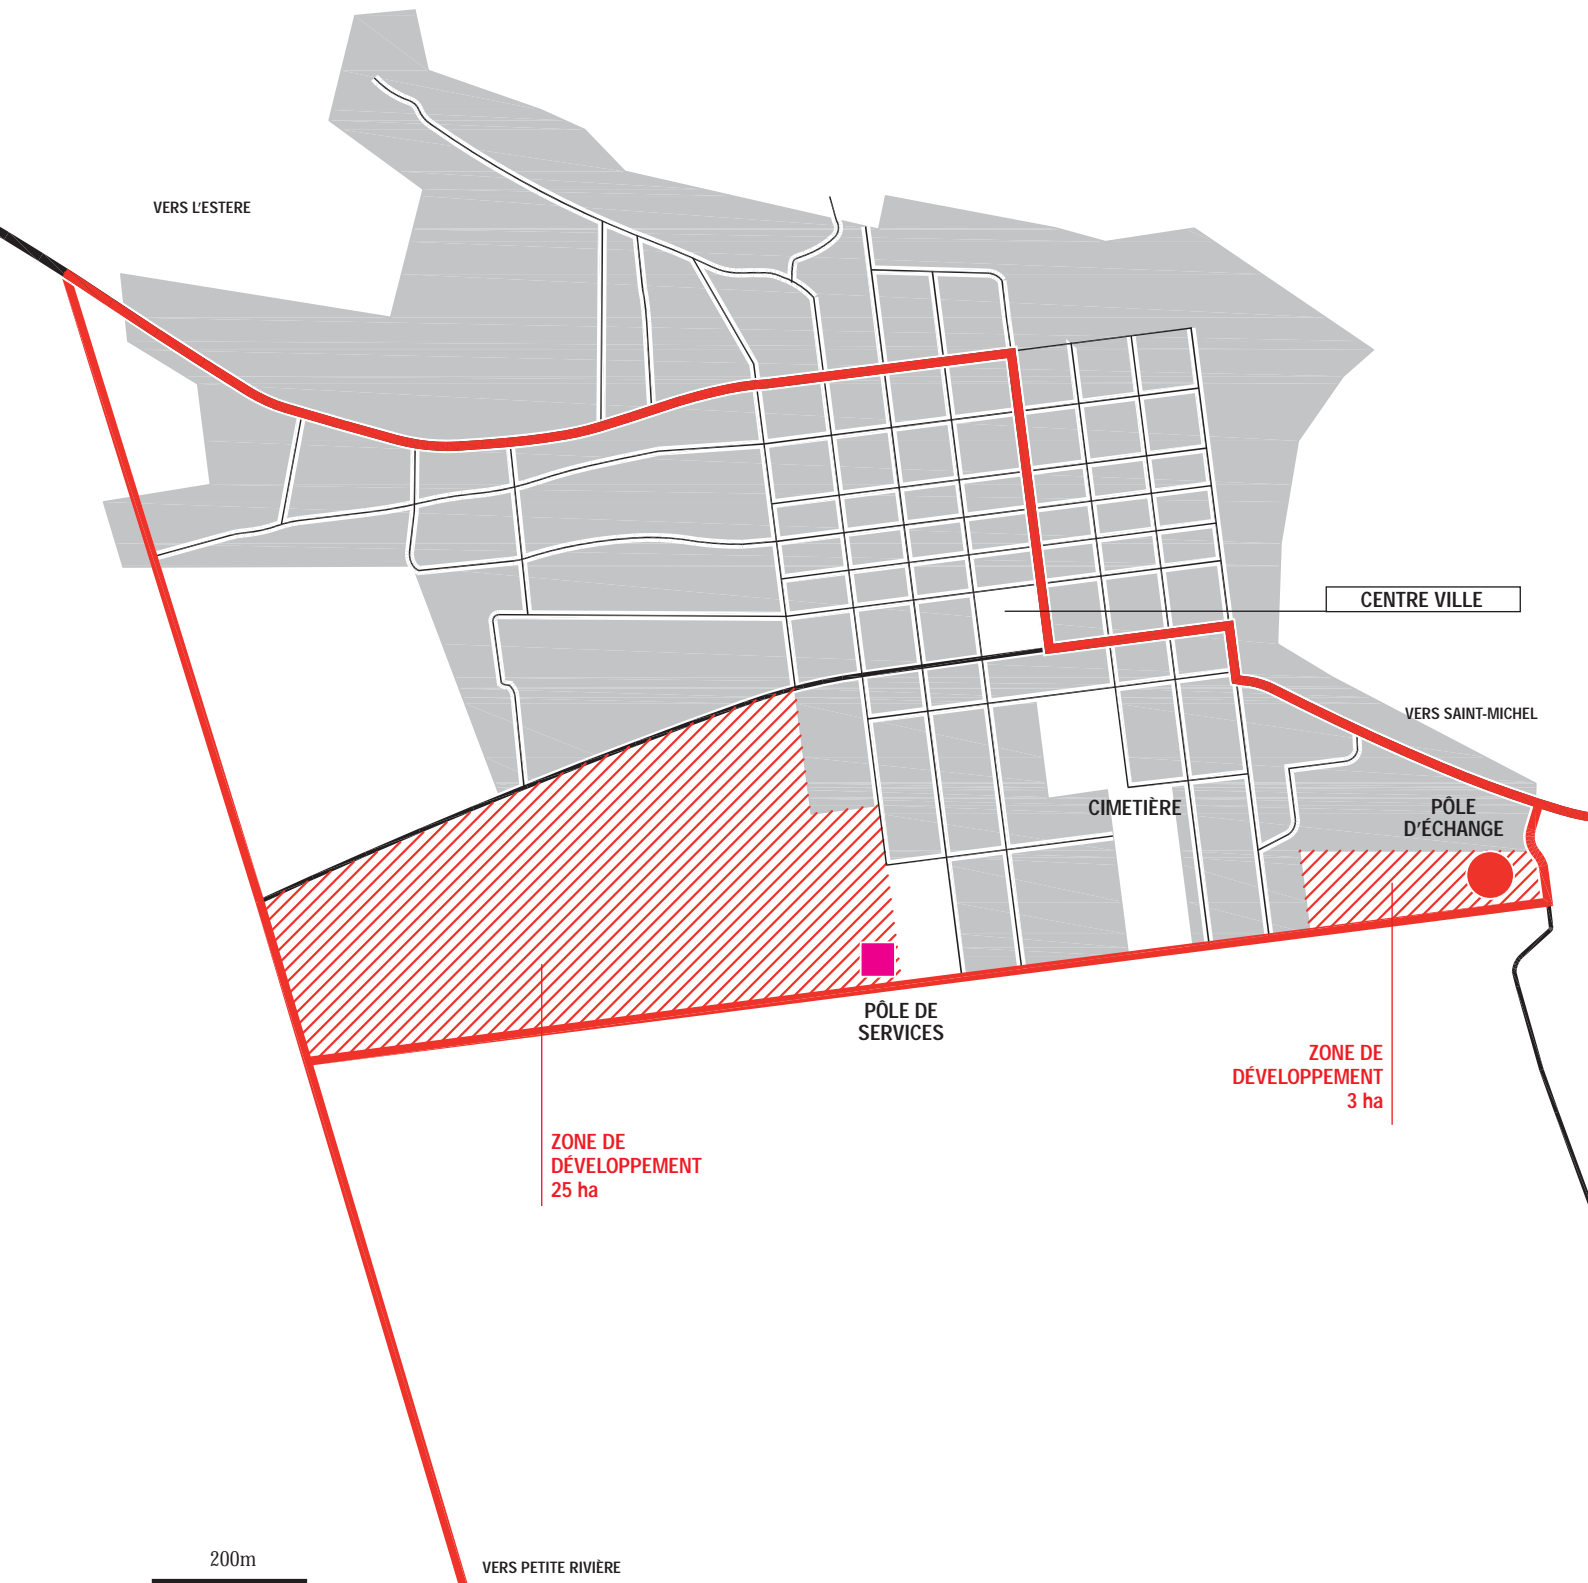 VERS L'ESTERE
CENTRE VILLE
VERS SAINT-MICHEL
CIMETIÈRE
PÔLE
D'ÉCHANGE
PÔLE DE
SERVICES
ZONE DE
DÉVELOPPEMENT
3 ha
ZONE DE
DÉVELOPPEMENT
25 ha
200m
VERS PETITE RIVIÈRE